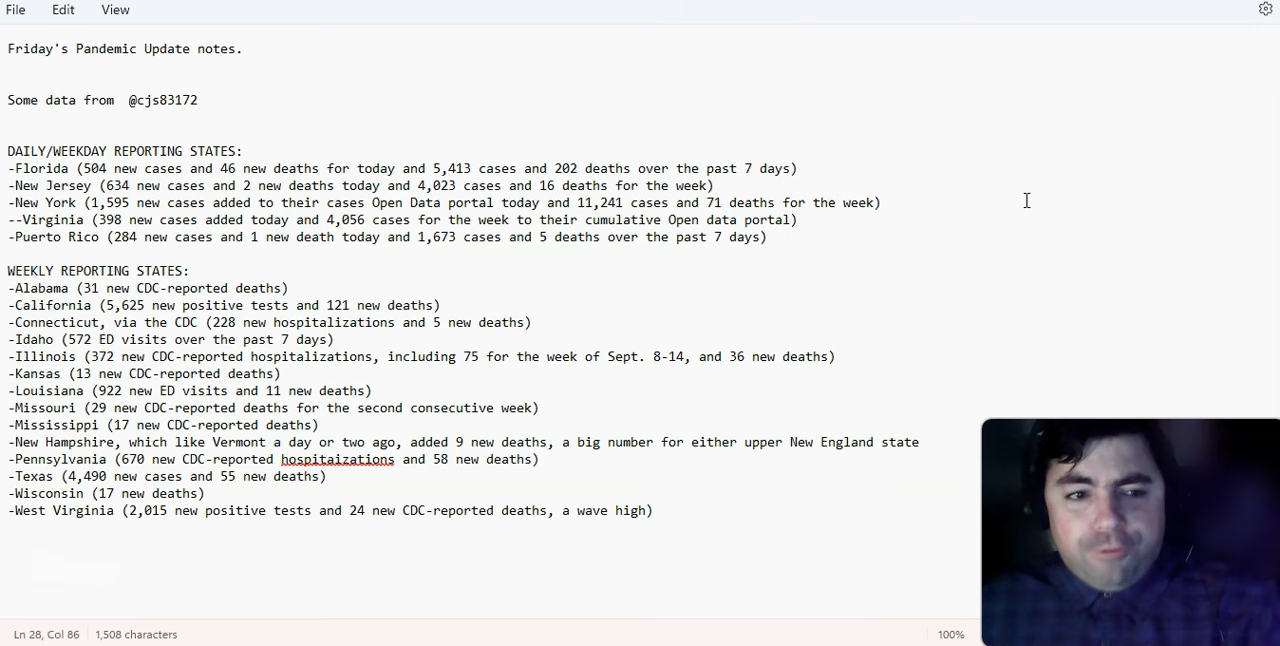 File Edit View
Friday's Pandemic Update notes.
Some data from  @cjs83172
DAILY/WEEKDAY REPORTING STATES:
-Florida (504 new cases and 46 new deaths for today and 5,413 cases and 202 deaths over the past 7 days)
-New Jersey (634 new cases and 2 new deaths today and 4,023 cases and 16 deaths for the week)
-New York (1,595 new cases added to their cases Open Data portal today and 11,241 cases and 71 deaths for the week)
--Virginia (398 new cases added today and 4,056 cases for the week to their cumulative Open data portal)
-Puerto Rico (284 new cases and 1 new death today and 1,673 cases and 5 deaths over the past 7 days)
WEEKLY REPORTING STATES:
-Alabama (31 new CDC-reported deaths)
-California (5,625 new positive tests and 121 new deaths)
-Connecticut, via the CDC (228 new hospitalizations and 5 new deaths)
-Idaho (572 ED visits over the past 7 days)
-Illinois (372 new CDC-reported hospitalizations, including 75 for the week of Sept. 8-14, and 36 new deaths)
-Kansas (13 new CDC-reported deaths)
-Louisiana (922 new ED visits and 11 new deaths)
-Missouri (29 new CDC-reported deaths for the second consecutive week)
-Mississippi (17 new CDC-reported deaths)
-New Hampshire, which like Vermont a day or two ago, added 9 new deaths, a big number for either upper New England state
-Pennsylvania (670 new CDC-reported hospitaizations and 58 new deaths)
-Texas (4,490 new cases and 55 new deaths)
-Wisconsin (17 new deaths)
-West Virginia (2,015 new positive tests and 24 new CDC-reported deaths, a wave high)
Ln 28, Col 86 1,508 characters 100%